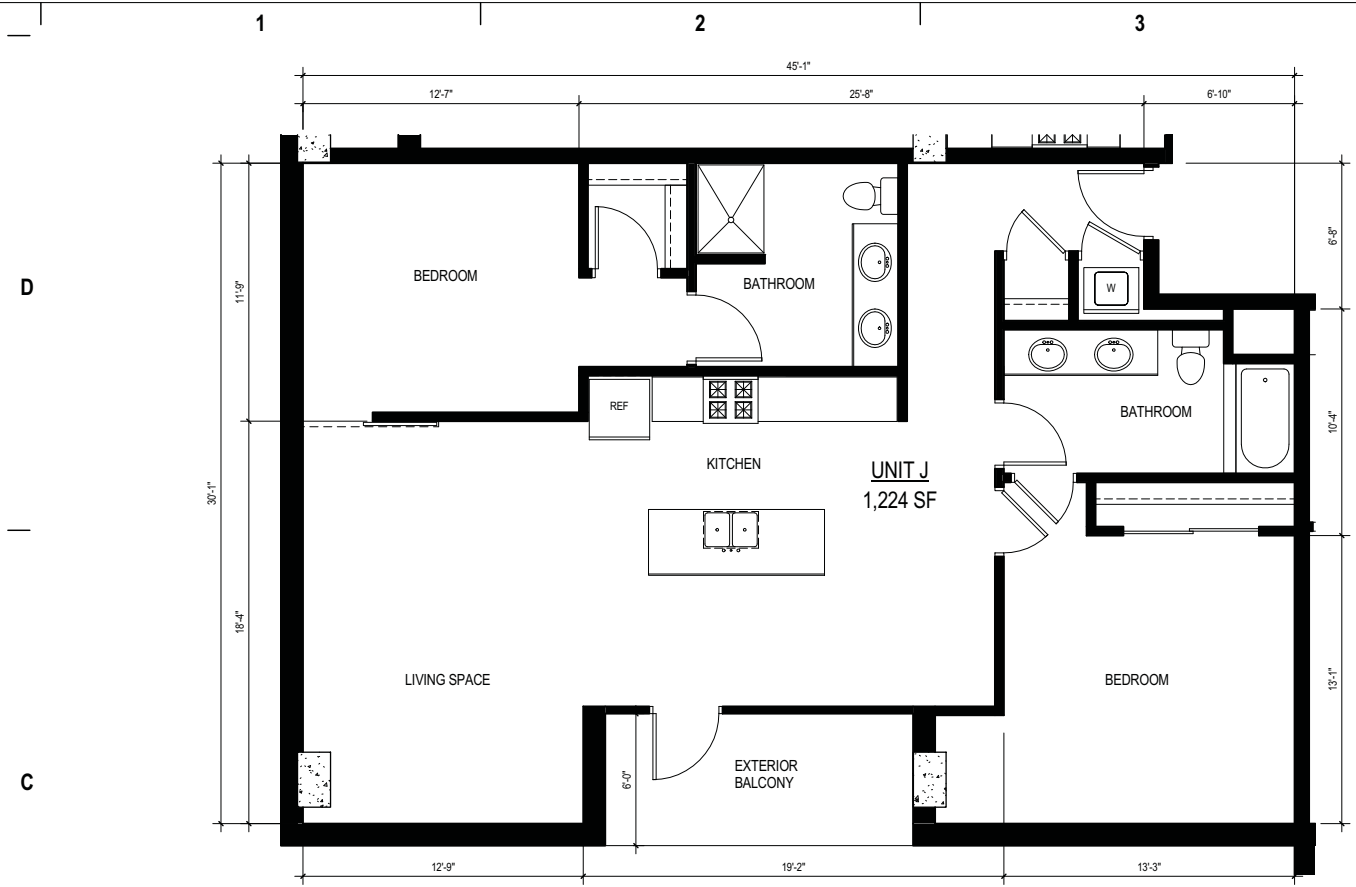 1
2
3
45'-1"
12'-7"
25'-8"
6'-10"
D
BEDROOM
BATHROOM
W
11'-9"
6'-8"
REF
BATHROOM
10'-4"
KITCHEN
UNIT J
1,224 SF
30'-1"
18'-4"
LIVING SPACE
BEDROOM
13'-1"
C
6'-0"
EXTERIOR
BALCONY
12'-9"
19'-2"
13'-3"